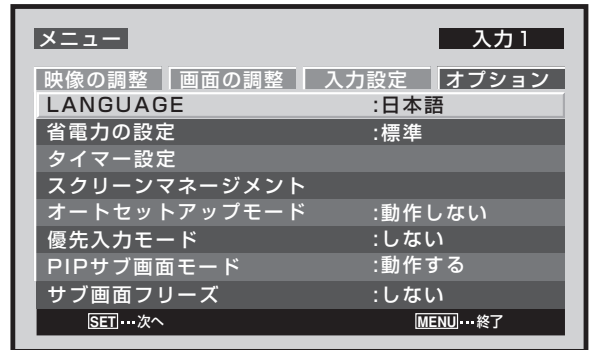 メニュー 入力1
映像の調整 画面の調整 入力設定 オプション
LANGUAGE :日本語
省電力の設定 :標準
タイマー設定
スクリーンマネージメント
オートセットアップモード :動作しない
優先入力モード :しない
PIPサブ画面モード :動作する
サブ画面フリーズ :しない
SET…次へ MENU…終了